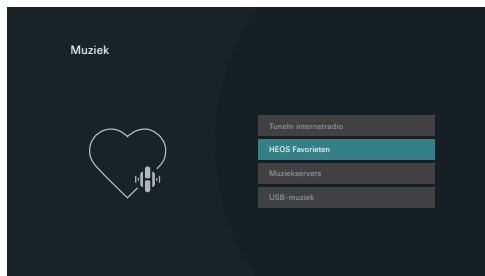 Muziek
TuneIn internetradio
HEOS Favorieten
Muziekservers
USB-muziek